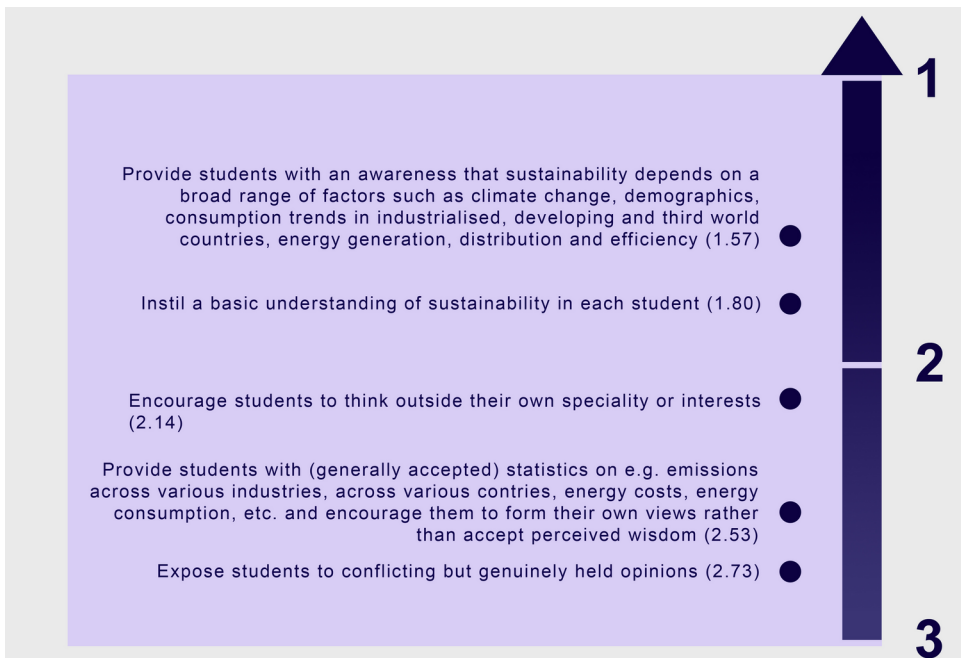 1
Provide students with an awareness that sustainability depends on a
broad range of factors such as climate change, demographics,
consumption trends in industrialised, developing and third world
countries, energy generation, distribution and efficiency (1.57)
Instil a basic understanding of sustainability in each student (1.80)
2
Encourage students to think outside their own speciality or interests
(2.14)
Provide students with (generally accepted) statistics on e.g. emissions
across various industries, across various contries, energy costs, energy
consumption, etc. and encourage them to form their own views rather
than accept perceived wisdom (2.53)
Expose students to conflicting but genuinely held opinions (2.73)
3